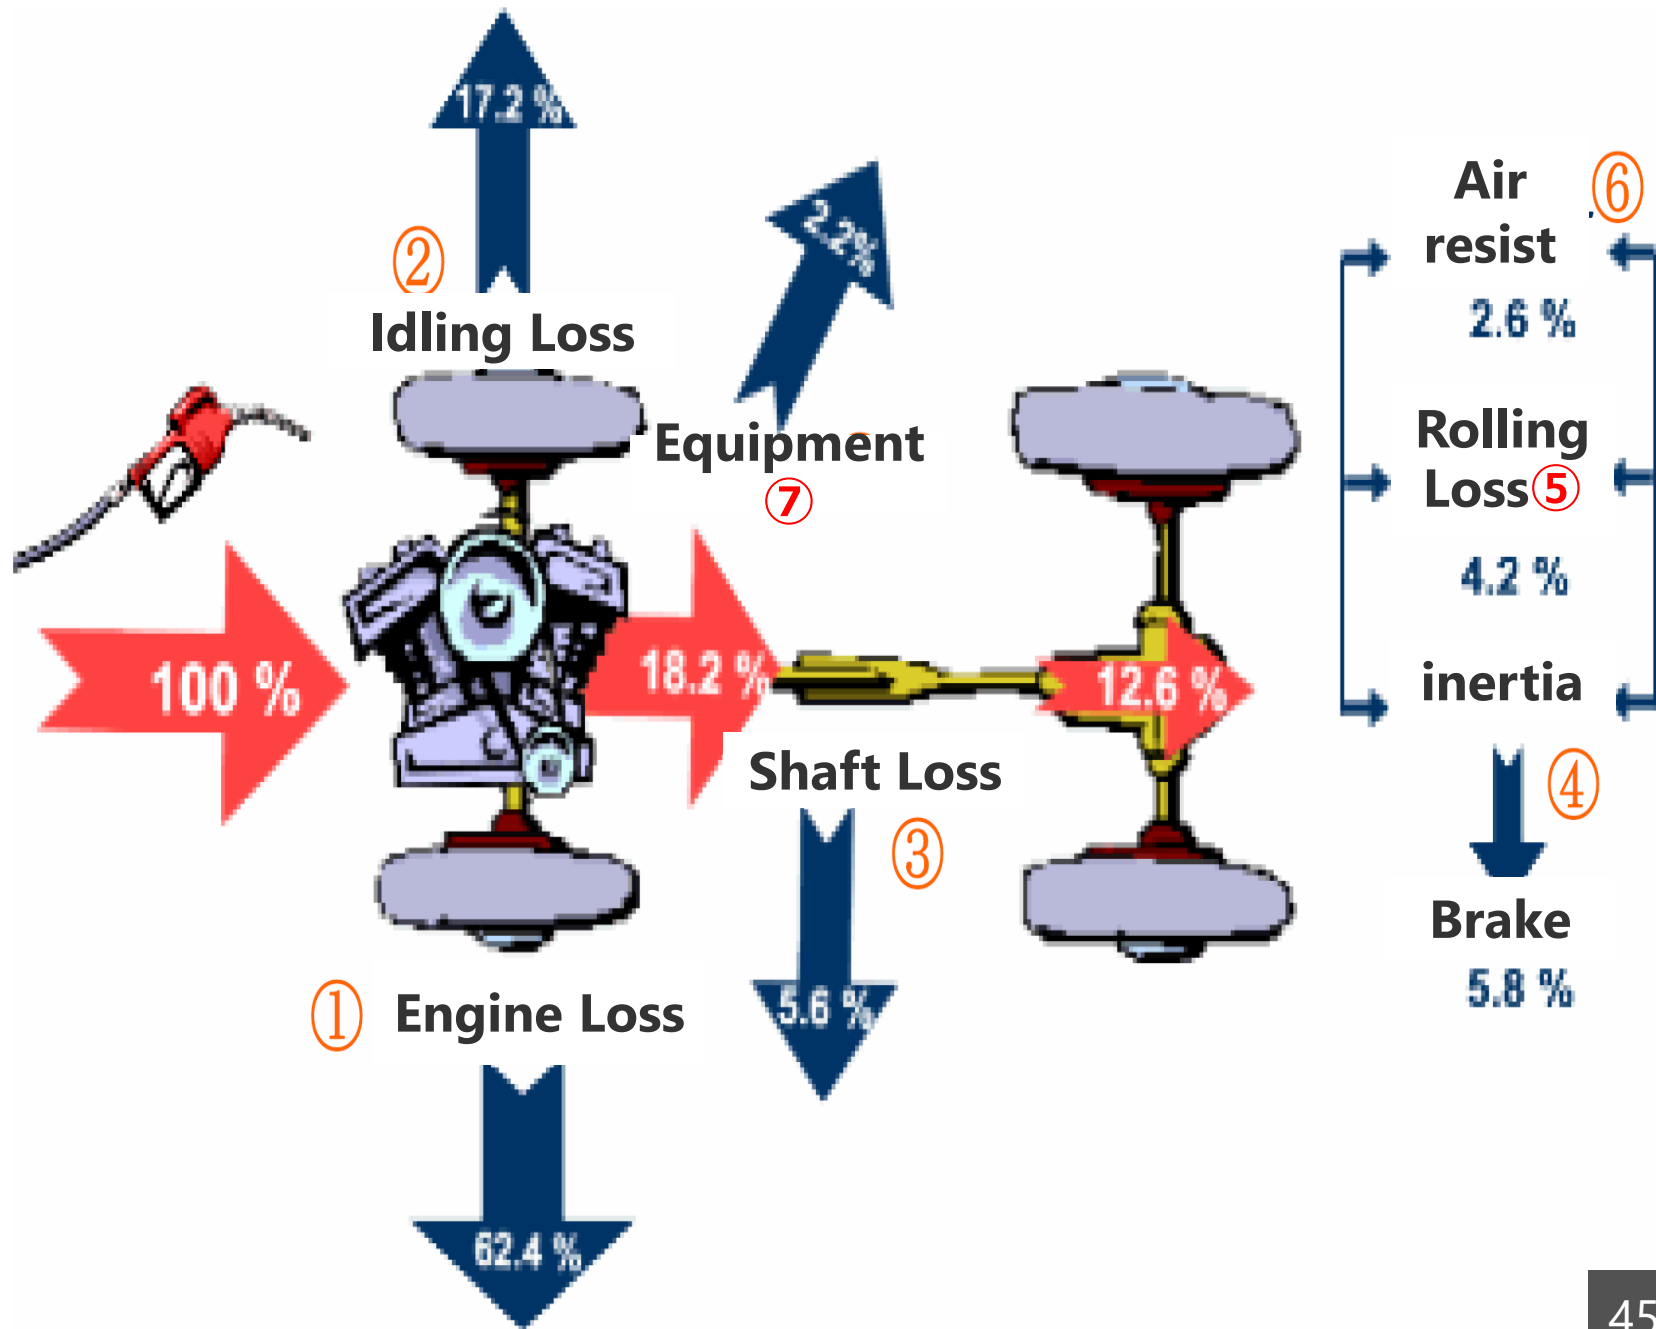 17.2 %
②
Idling Loss
2.2%
Equipment
⑦
100 %
18.2 %
12.6 %
Shaft Loss
③
5.6 %
① Engine Loss
62.4 %
Air ⑥
resist
2.6 %
Rolling
Loss⑤
4.2 %
inertia
④
Brake
5.8 %
45